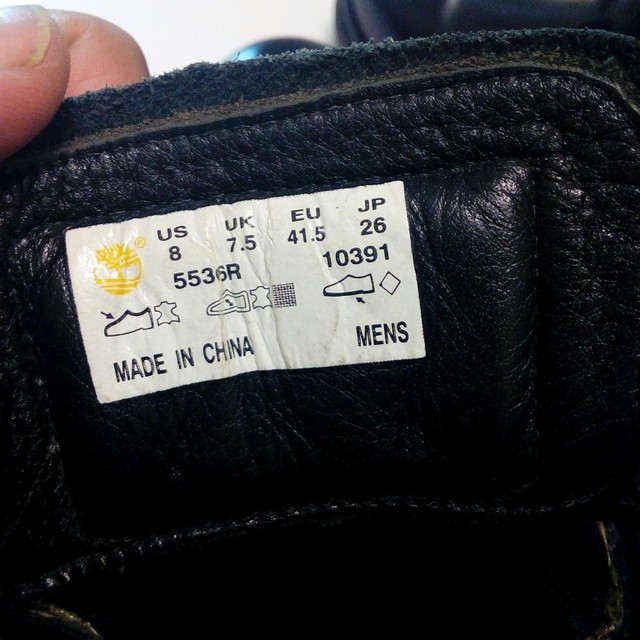 US UK EU JP
8 7.5 41.5 26
5536R 10391
MADE IN CHINA MENS